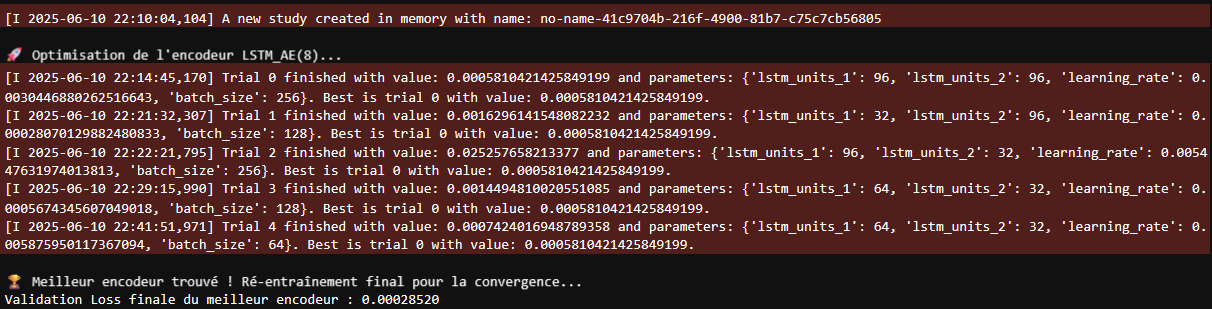 [I 2025-06-10 22:10:04,104] A new study created in memory with name: no-name-41c9704b-216f-4900-81b7-c75c7cb56805
🚀 Optimisation de l'encodeur LSTM_AE(8)...
[I 2025-06-10 22:14:45,170] Trial 0 finished with value: 0.0005810421425849199 and parameters: {'lstm_units_1': 96, 'lstm_units_2': 96, 'learning_rate': 0.
0030446880262516643, 'batch_size': 256}. Best is trial 0 with value: 0.0005810421425849199.
[I 2025-06-10 22:21:32,307] Trial 1 finished with value: 0.0016296141548082232 and parameters: {'lstm_units_1': 32, 'lstm_units_2': 96, 'learning_rate': 0.
00028070129882480833, 'batch_size': 128}. Best is trial 0 with value: 0.0005810421425849199.
[I 2025-06-10 22:22:21,795] Trial 2 finished with value: 0.025257658213377 and parameters: {'lstm_units_1': 96, 'lstm_units_2': 32, 'learning_rate': 0.0054
47631974013813, 'batch_size': 256}. Best is trial 0 with value: 0.0005810421425849199.
[I 2025-06-10 22:29:15,990] Trial 3 finished with value: 0.0014494810020551085 and parameters: {'lstm_units_1': 64, 'lstm_units_2': 32, 'learning_rate': 0.
0005674345607049018, 'batch_size': 128}. Best is trial 0 with value: 0.0005810421425849199.
[I 2025-06-10 22:41:51,971] Trial 4 finished with value: 0.0007424016948789358 and parameters: {'lstm_units_1': 64, 'lstm_units_2': 32, 'learning_rate': 0.
005875950117367094, 'batch_size': 64}. Best is trial 0 with value: 0.0005810421425849199.
🏆 Meilleur encodeur trouvé ! Ré-entraînement final pour la convergence...
Validation Loss finale du meilleur encodeur : 0.00028520